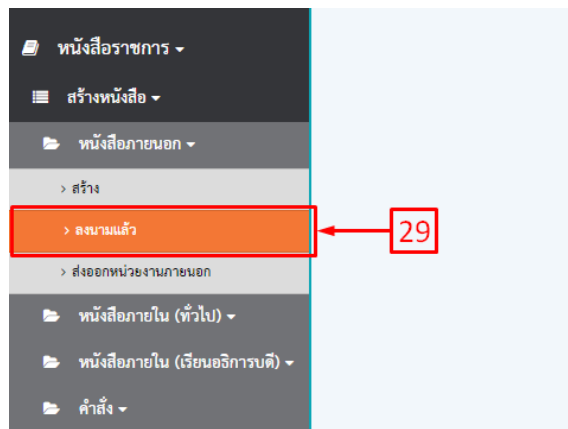 หนังสือราชการ
สร้างหนังสือ
หนังสือภายนอก
> สร้าง
> ลงนามแล้ว
29
> ส่งออกหน่วยงานภายนอก
หนังสือภายใน (ทั่วไป)
หนังสือภายใน (เรียนอธิการบดี)
คำสั่ง